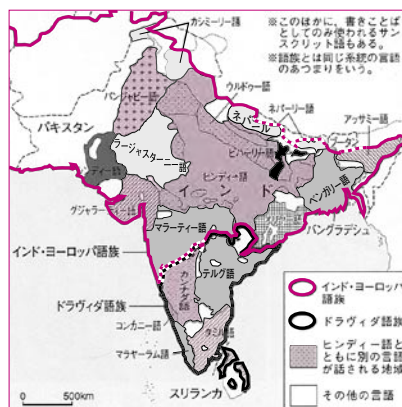 ※このほかに、書きことば
としてのみ使われるサン
スクリット語もある。
※語族とは同じ系統の言語
のあつまりをいう。
カシミーリー語
パンジャビー語
ウルドゥー語
ネパール
ネパーリー語
アッサミー語
ブータン
パキスタン
ラージャスターニー語
ビハーリー語
ディー語
ヒンディー語
インド
ベンガリー語
グジャラーティー語
マラーティー語
バングラデシュ
インド・ヨーロッパ語族
テルグ語
カンナダ語
ドラヴィダ語族
コンカニー語
タミル語
マラヤーラム語
スリランカ
0 500km
インド・ヨーロッパ
語族
ドラヴィダ語族
ヒンディー語と
ともに別の言語
が話される地域
その他の言語